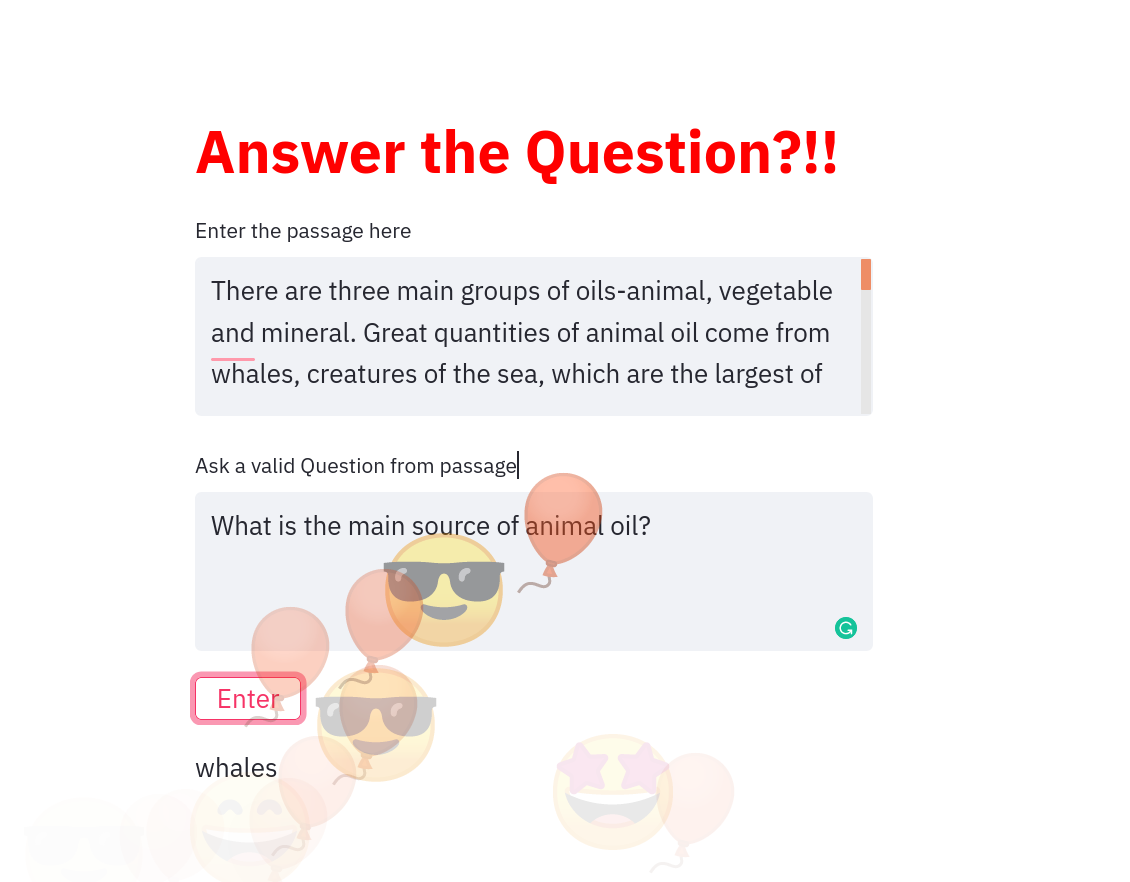 Answer the Question?!!
Enter the passage here
There are three main groups of oils-animal, vegetable
and mineral. Great quantities of animal oil come from
whales, creatures of the sea, which are the largest of
Ask a valid Question from passage
What is the main source of animal oil?
Enter
whales